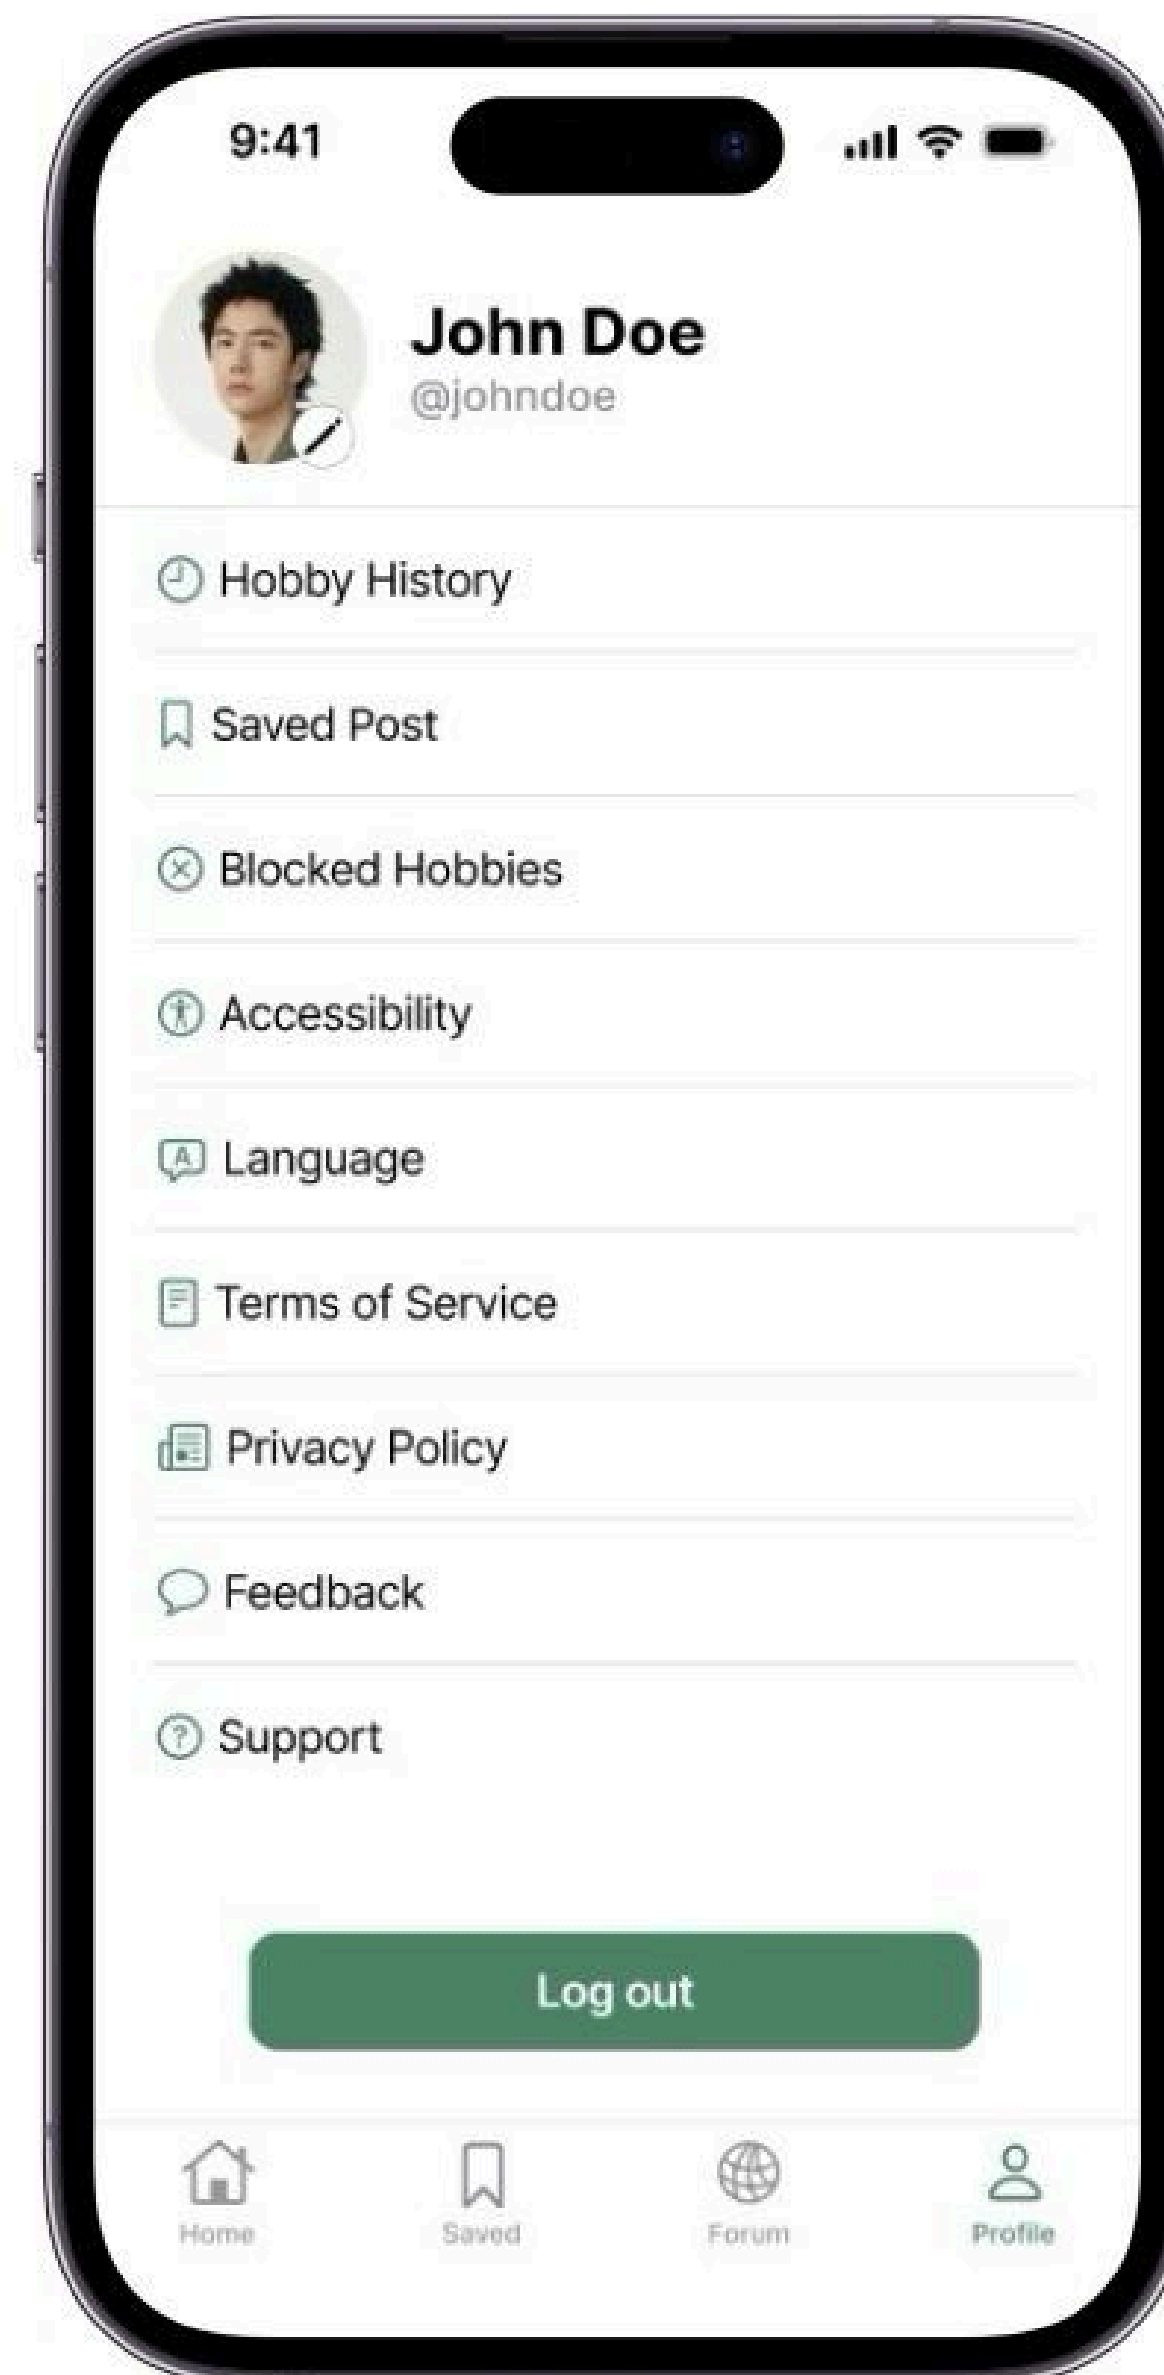 9:41
John Doe
@johndoe
Hobby History
Saved Post
Blocked Hobbies
Accessibility
Language
Terms of Service
Privacy Policy
Feedback
Support
Log out
Home
Saved
Forum
Profile